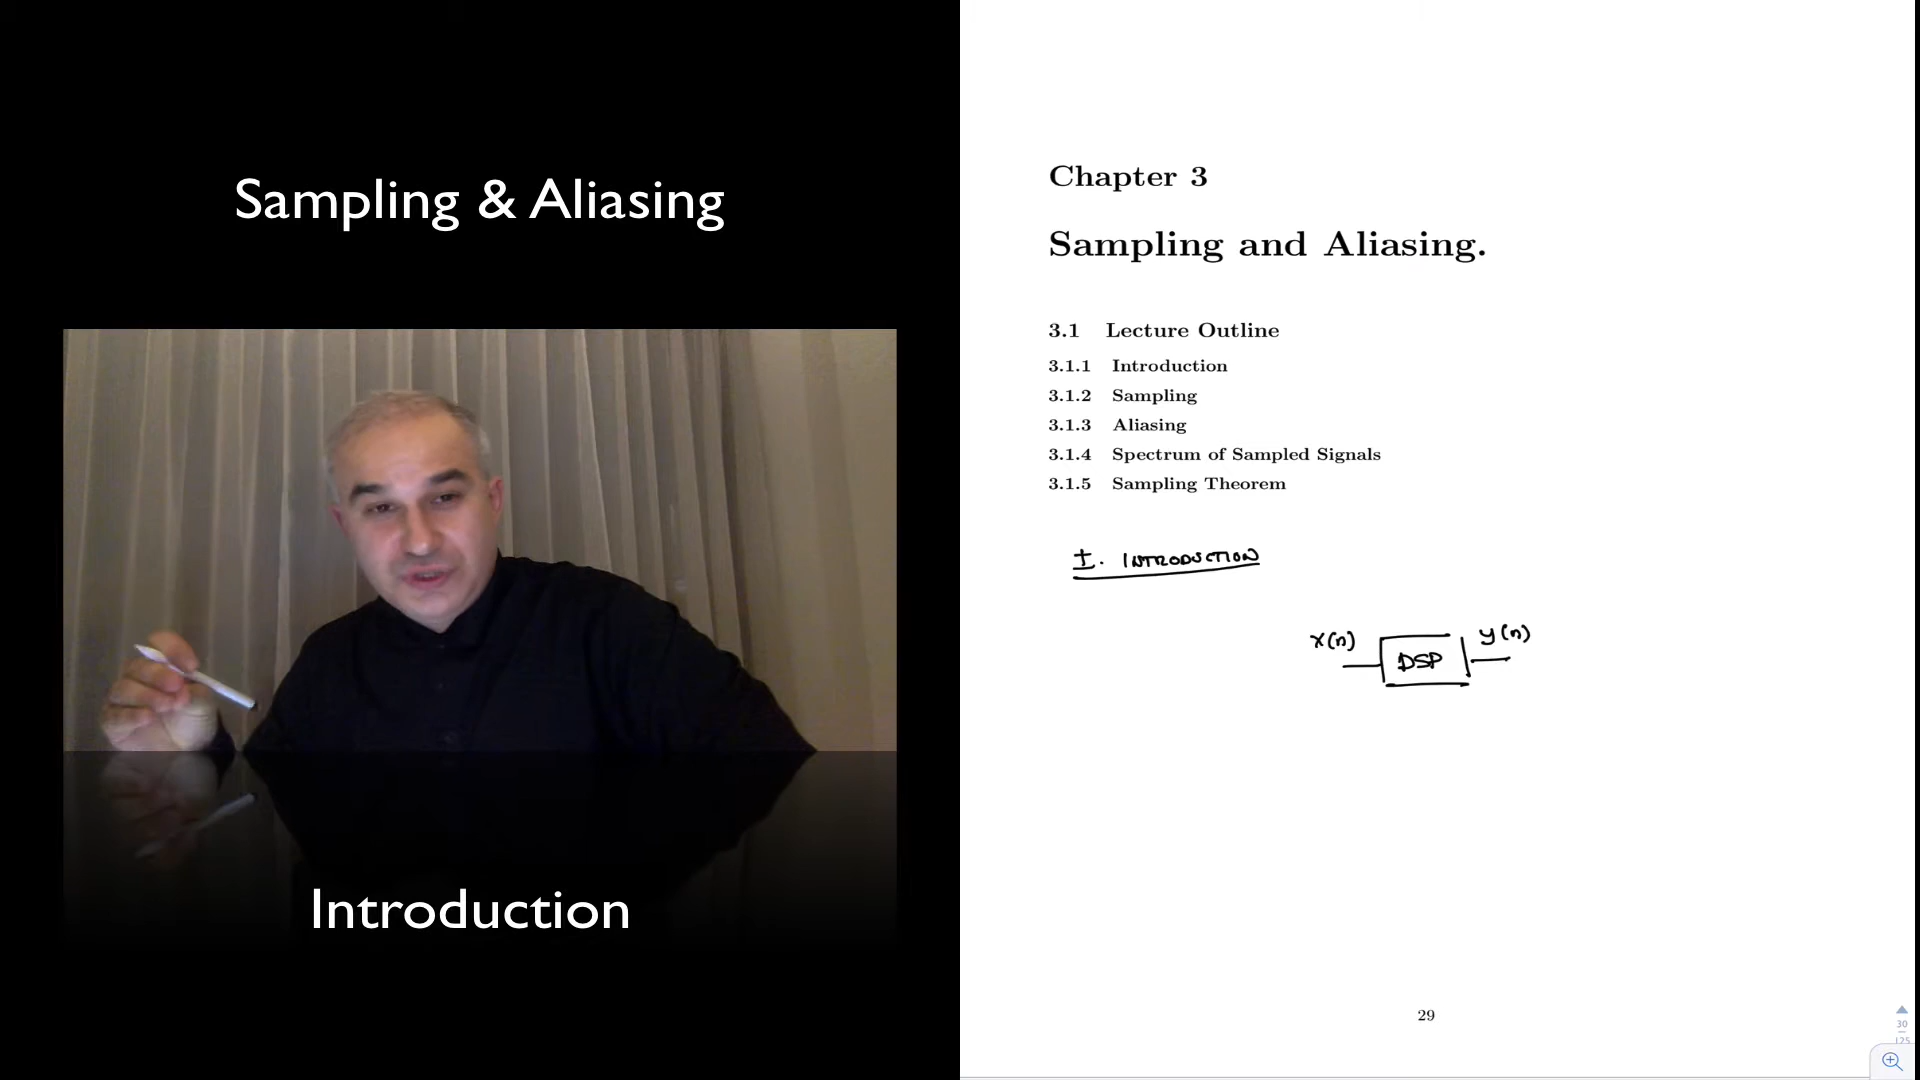 Sampling & Aliasing
Introduction
Chapter 3
Sampling and Aliasing.
3.1 Lecture Outline
3.1.1 Introduction
3.1.2 Sampling
3.1.3 Aliasing
3.1.4 Spectrum of Sampled Signals
3.1.5 Sampling Theorem
I. INTRODUCTION
x(n) DSP y(n)
29
30
125